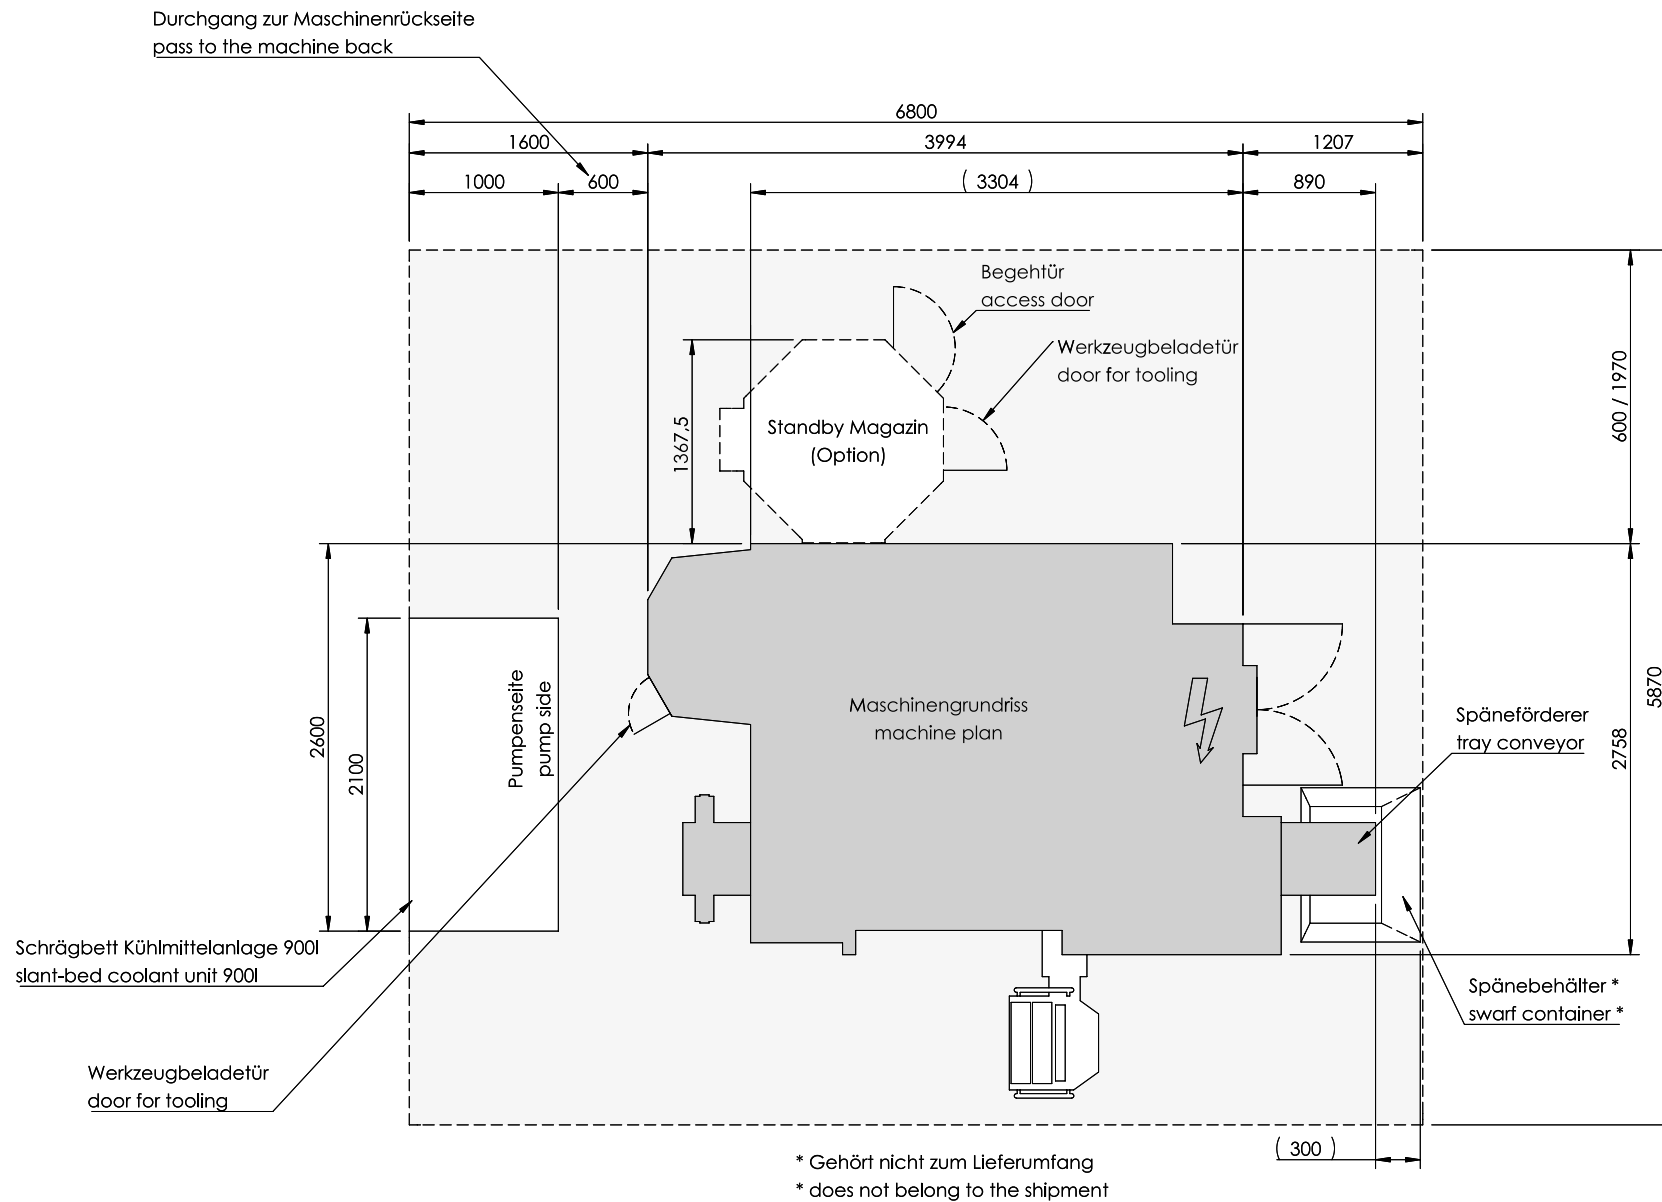 Durchgang zur Maschinenrückseite
pass to the machine back
6800
1600
3994
1207
1000
600
( 3304 )
890
Begehtür
access door
Werkzeugbeladetür
door for tooling
600 / 1970
1367,5
Standby Magazin
(Option)
Pumpenseite
pump side
Maschinengrundriss
machine plan
2600
2100
5870
2758
Späneförderer
tray conveyor
Schrägbett Kühlmittelanlage 900l
slant-bed coolant unit 900l
Spänebehälter *
swarf container *
Werkzeugbeladetür
door for tooling
( 300 )
* Gehört nicht zum Lieferumfang
* does not belong to the shipment